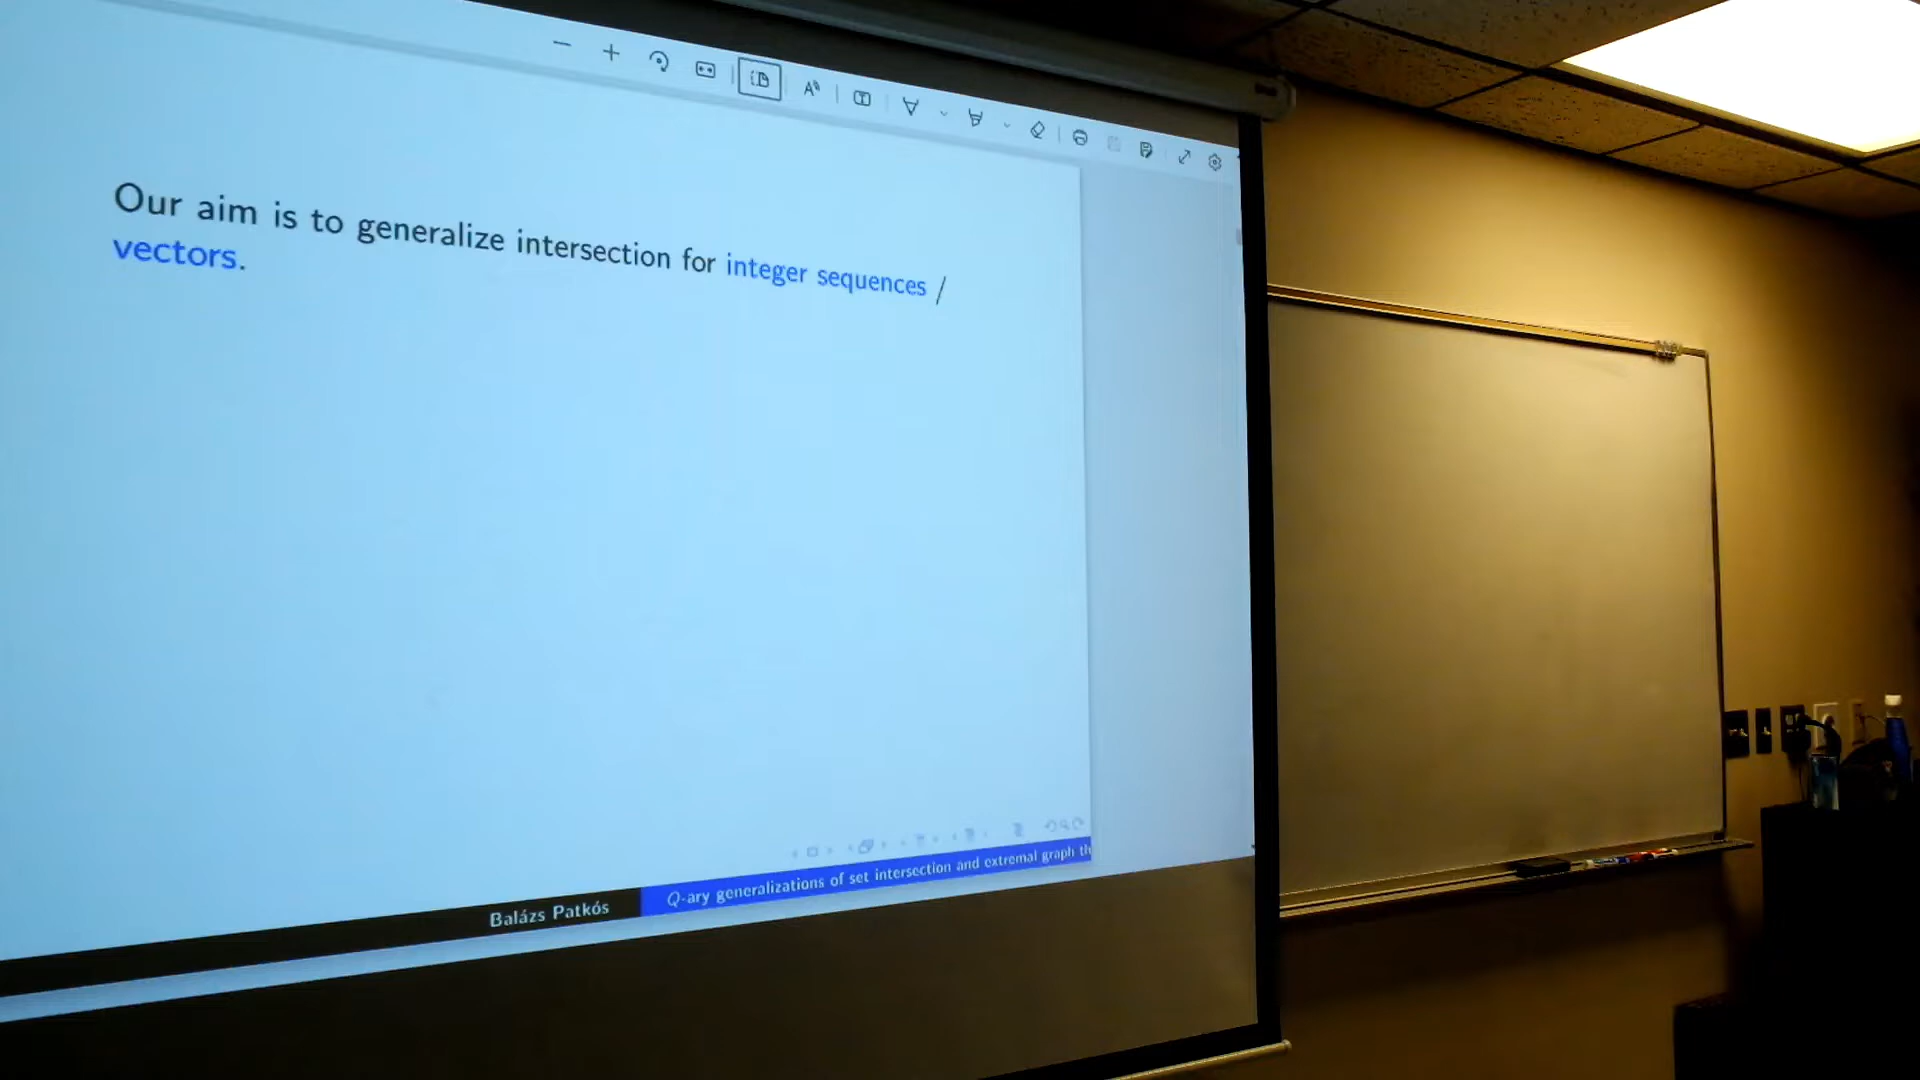 Our aim is to generalize intersection for integer sequences /
vectors.
Balázs Patkós
Q-ary generalizations of set intersection and extremal graph th